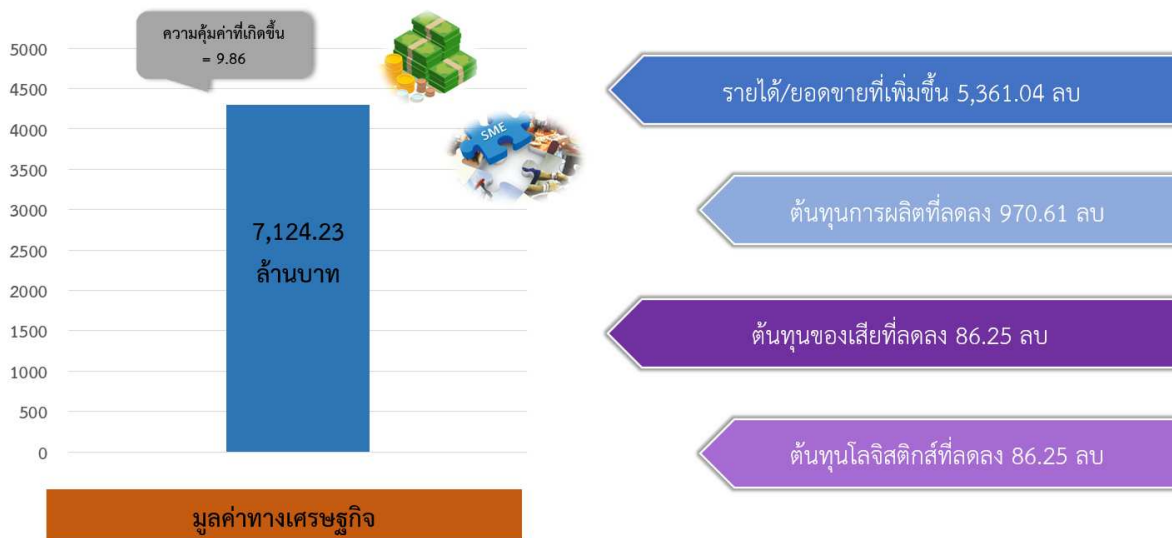 ความคุ้มค่าที่เกิดขึ้น
= 9.86
5000
4500
4000
3500
3000
2500
2000
1500
1000
500
0
SME
7,124.23
ล้านบาท
มูลค่าทางเศรษฐกิจ
รายได้/ยอดขายที่เพิ่มขึ้น 5,361.04 ลบ
ต้นทุนการผลิตที่ลดลง 970.61 ลบ
ต้นทุนของเสียที่ลดลง 86.25 ลบ
ต้นทุนโลจิสติกส์ที่ลดลง 86.25 ลบ